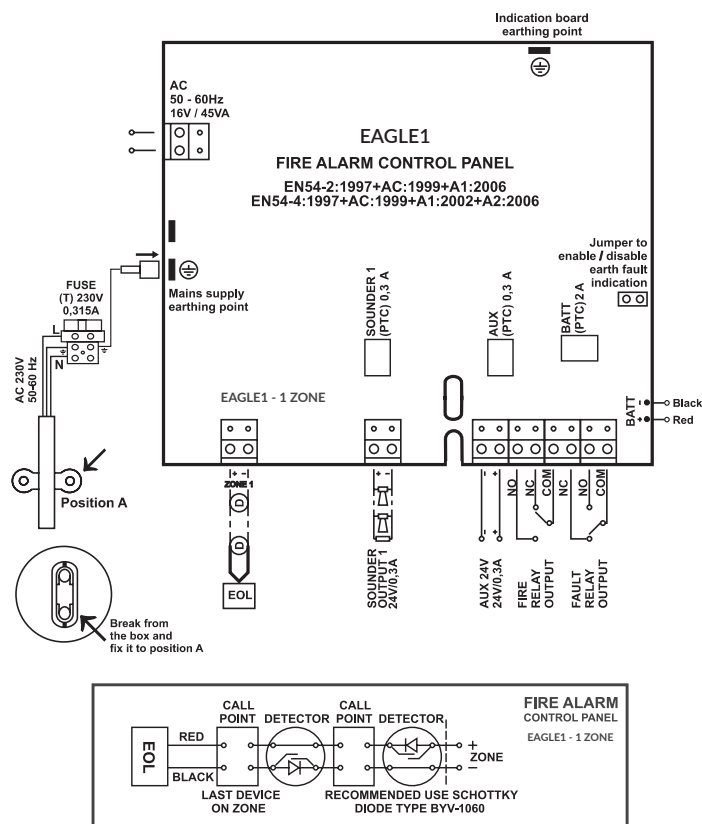 Indication board
earthing point
AC
50 - 60Hz
16V / 45VA
EAGLE1
FIRE ALARM CONTROL PANEL
EN54-2:1997+AC:1999+A1:2006
EN54-4:1997+AC:1999+A1:2002+A2:2006
Jumper to
enable / disable
earth fault
indication
Mains supply
earthing point
FUSE
(T) 230V
0,315A
L
N
AC 230V
50-60 Hz
SOUNDER 1
(PTC) 0,3 A
AUX
(PTC) 0,3 A
BATT
(PTC) 2 A
EAGLE1 - 1 ZONE
BATT
- Black
+ Red
Position A
+ -
ZONE 1
D
D
EOL
+ -
SOUNDER
OUTPUT 1
24V/0,3A
- +
- +
AUX 24V
24V/0,3A
NO
NC
COM
FIRE
RELAY
OUTPUT
NC
NO
COM
FAULT
RELAY
OUTPUT
Break from
the box and
fix it to position A
FIRE ALARM
CONTROL PANEL
EAGLE1 - 1 ZONE
CALL
POINT
DETECTOR
CALL
POINT
DETECTOR
EOL
RED
BLACK
+
ZONE
-
LAST DEVICE
ON ZONE
RECOMMENDED USE SCHOTTKY
DIODE TYPE BYV-1060